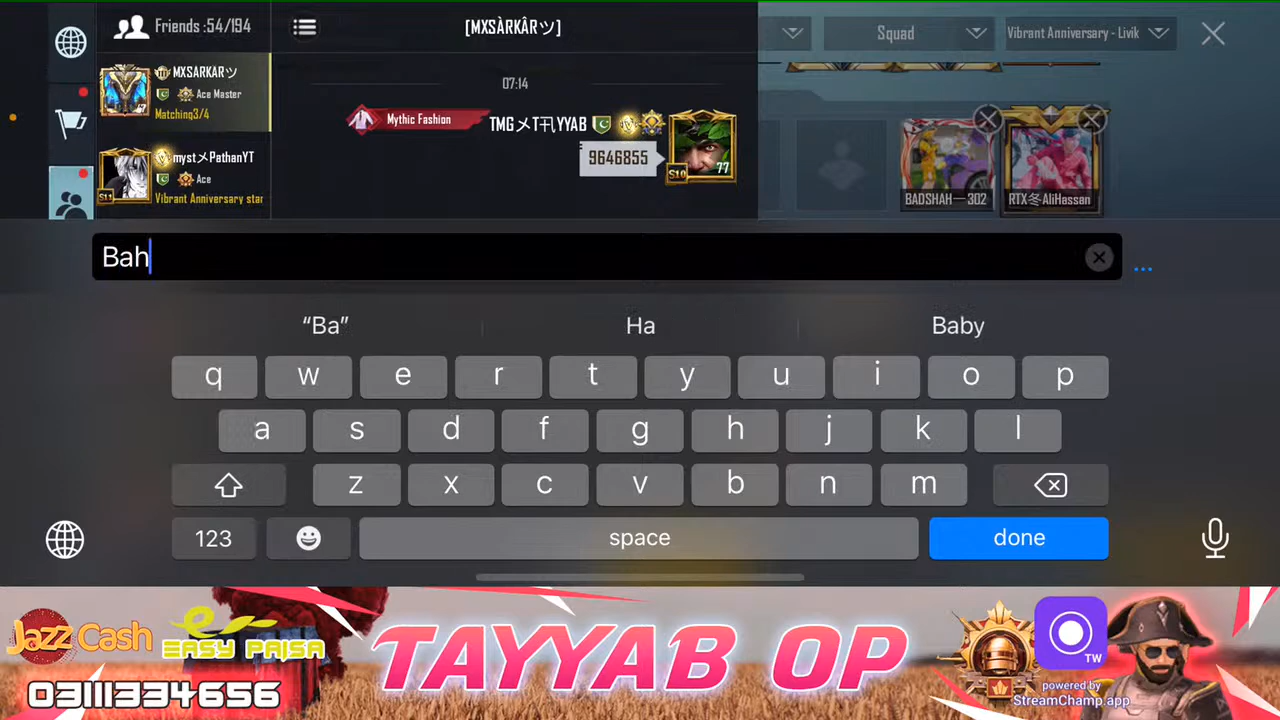 Friends :54/194
[MXSÀRKÂRツ]
Squad
Vibrant Anniversary - Livik
MXSARKARツ
Ace Master
Matching3/4
07:14
Mythic Fashion
TMGメT卂YYAB
9646855
77
S10
mystメPathanYT
Ace
S11
Vibrant Anniversary star
BADSHAH一302
RTX冬AliHassan
Bah
...
“Ba”
Ha
Baby
q w e r t y u i o p
a s d f g h j k l
z x c v b n m
123
space
done
Jazz Cash
easy paisa
03111334656
TAYYAB OP
TW
powered by
StreamChamp.app